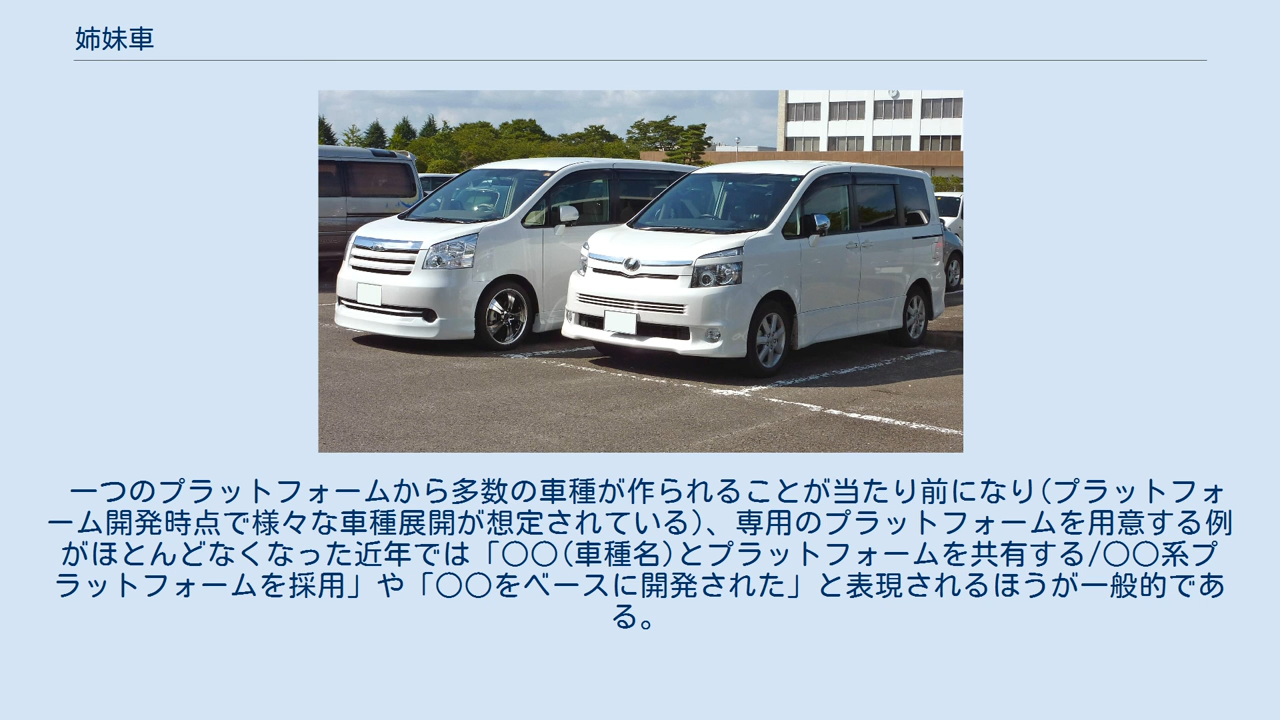 姉妹車
一つのプラットフォームから多数の車種が作られることが当たり前になり(プラットフォ
ーム開発時点で様々な車種展開が想定されている)、専用のプラットフォームを用意する例
がほとんどなくなった近年では「〇〇(車種名)とプラットフォームを共有する/〇〇系プ
ラットフォームを採用」や「〇〇をベースに開発された」と表現されるほうが一般的であ
る。